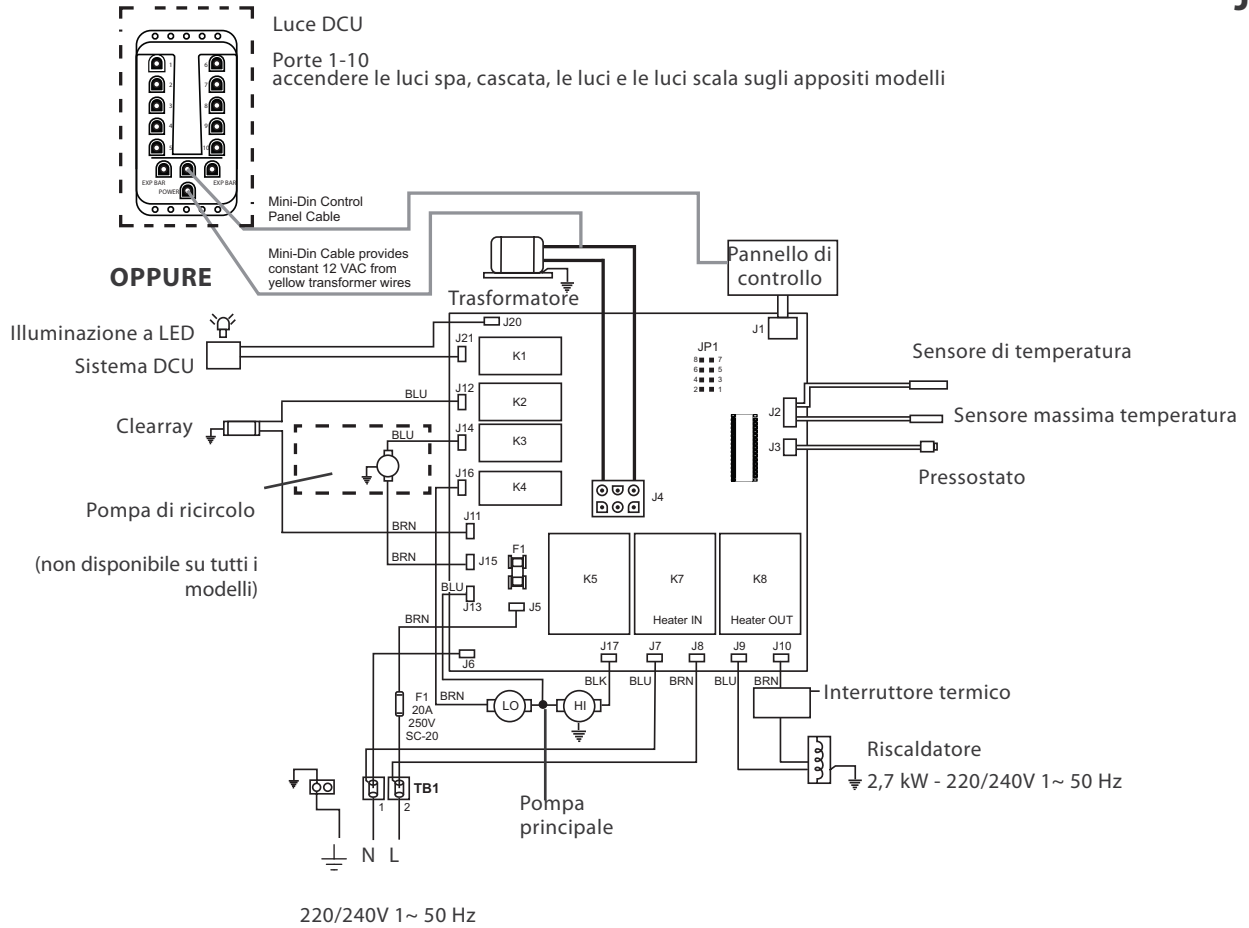 J
Luce DCU
Porte 1-10
accendere le luci spa, cascata, le luci e le luci scala sugli appositi modelli
1
6
2
7
3
8
4
9
5
10
EXP BAR
EXP BAR
POWER
Mini-Din Control
Panel Cable
Mini-Din Cable provides
constant 12 VAC from
yellow transformer wires
OPPURE
Pannello di
controllo
Trasformatore
J1
J20
Illuminazione a LED
Sistema DCU
J21
K1
JP1
8 7
6 5
4 3
2 1
Sensore di temperatura
BLU
J12
K2
J2
Sensore massima temperatura
Clearray
BLU
J14
K3
J3
Pressostato
J16
K4
J4
Pompa di ricircolo
BRN
J11
(non disponibile su tutti i
modelli)
BRN
J15
F1
K5
K7
K8
BLU
J13
J5
Heater IN
Heater OUT
BRN
J6
J17
J7
J8
J9
J10
BLK
BLU
BRN
BLU
BRN
F1
20A
250V
SC-20
BRN
LO
HI
Interruttore termico
Riscaldatore
2,7 kW - 220/240V 1~ 50 Hz
TB1
1
2
Pompa
principale
N
L
220/240V 1~ 50 Hz